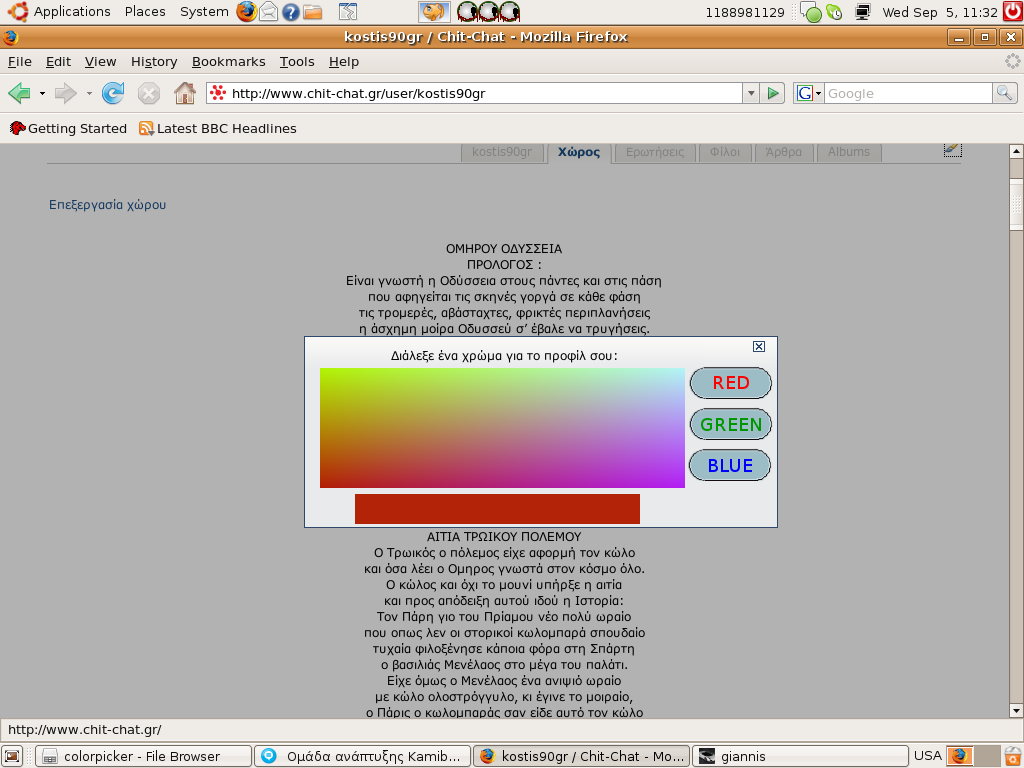 Applications Places System
1188981129
Wed Sep 5, 11:32
kostis90gr / Chit-Chat - Mozilla Firefox
File Edit View History Bookmarks Tools Help
http://www.chit-chat.gr/user/kostis90gr
G Google
Getting Started Latest BBC Headlines
kostis90gr Χώρος Ερωτήσεις Φίλοι Άρθρα Albums
Επεξεργασία χώρου
ΟΜΗΡΟΥ ΟΔΥΣΣΕΙΑ
ΠΡΟΛΟΓΟΣ :
Είναι γνωστή η Οδύσσεια στους πάντες και στις πάση
που αφηγείται τις σκηνές γοργά σε κάθε φάση
τις τρομερές, αβάσταχτες, φρικτές περιπλανήσεις
η άσχημη μοίρα Οδυσσεύ σ’ έβαλε να τρυγήσεις.
Διάλεξε ένα χρώμα για το προφίλ σου:
RED
GREEN
BLUE
ΑΙΤΙΑ ΤΡΩΙΚΟΥ ΠΟΛΕΜΟΥ
Ο Τρωικός ο πόλεμος είχε αφορμή τον κώλο
και όσα λέει ο Ομηρος γνωστά στον κόσμο όλο.
Ο κώλος και όχι το μουνί υπήρξε η αιτία
και προς απόδειξη αυτού ιδού η Ιστορία:
Τον Πάρη γιο του Πρίαμου νέο πολύ ωραίο
που οπως λεν οι στορικοί κωλομπαρά σπουδαίο
τυχαία φιλοξένησε κάποια φόρα στη Σπάρτη
ο βασιλιάς Μενέλαος στο μέγα του παλάτι.
Είχε όμως ο Μενέλαος ένα ανιψιό ωραίο
με κώλο ολοστρόγγυλο, κι έγινε το μοιραίο,
ο Πάρις ο κωλομπαράς σαν είδε αυτό τον κώλο
http://www.chit-chat.gr/
colorpicker - File Browser
Ομάδα ανάπτυξης Kamib...
kostis90gr / Chit-Chat - Mo...
giannis
USA